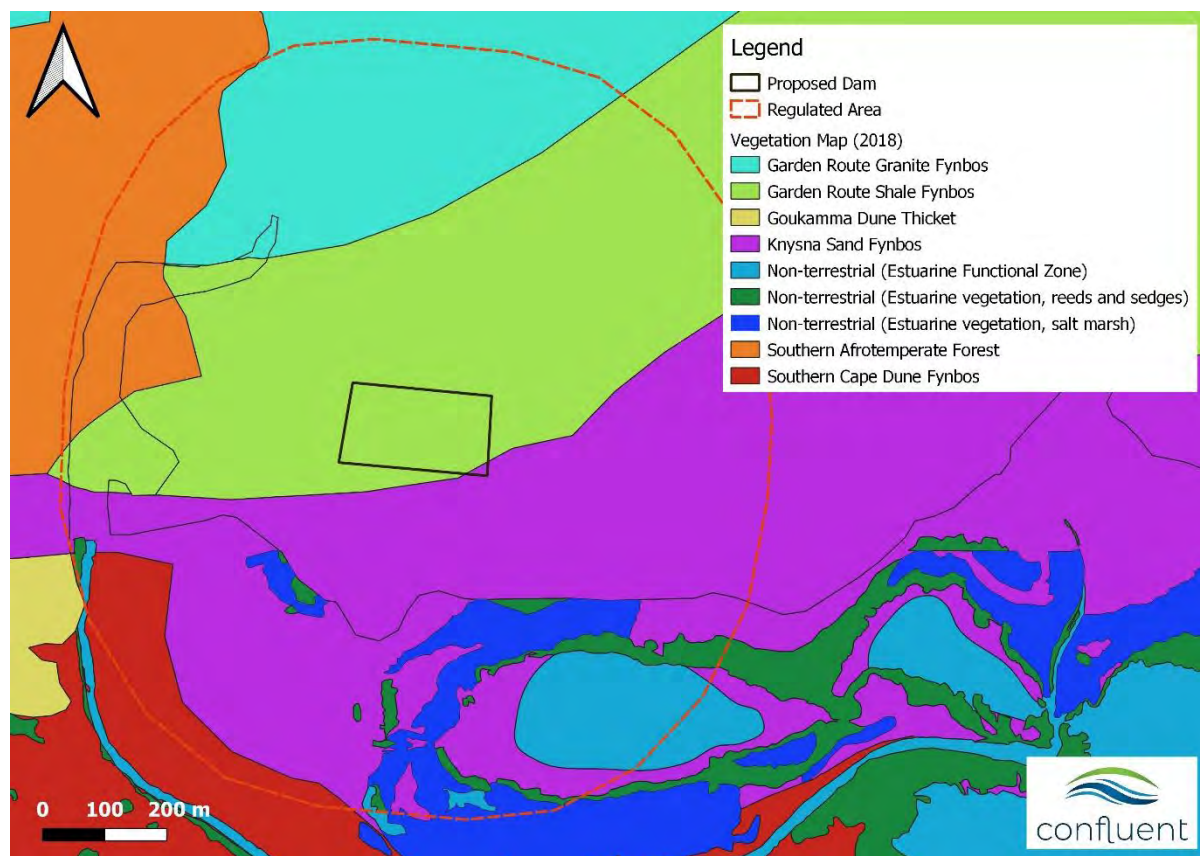 Legend
Proposed Dam
Regulated Area
Vegetation Map (2018)
Garden Route Granite Fynbos
Garden Route Shale Fynbos
Goukamma Dune Thicket
Knysna Sand Fynbos
Non-terrestrial (Estuarine Functional Zone)
Non-terrestrial (Estuarine vegetation, reeds and sedges)
Non-terrestrial (Estuarine vegetation, salt marsh)
Southern Afrotemperate Forest
Southern Cape Dune Fynbos
0 100 200 m
confluent